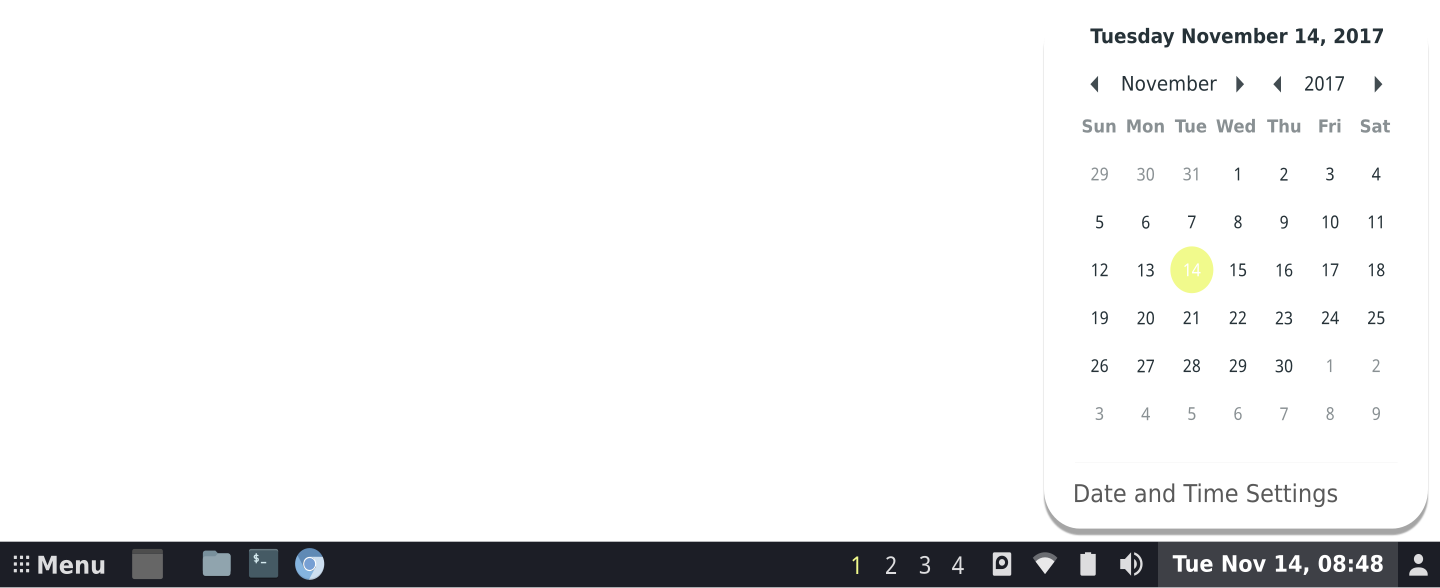 Tuesday November 14, 2017
November 2017
Sun Mon Tue Wed Thu Fri Sat
29 30 31 1 2 3 4
5 6 7 8 9 10 11
12 13 14 15 16 17 18
19 20 21 22 23 24 25
26 27 28 29 30 1 2
3 4 5 6 7 8 9
Date and Time Settings
Menu $- 1 2 3 4 Tue Nov 14, 08:48